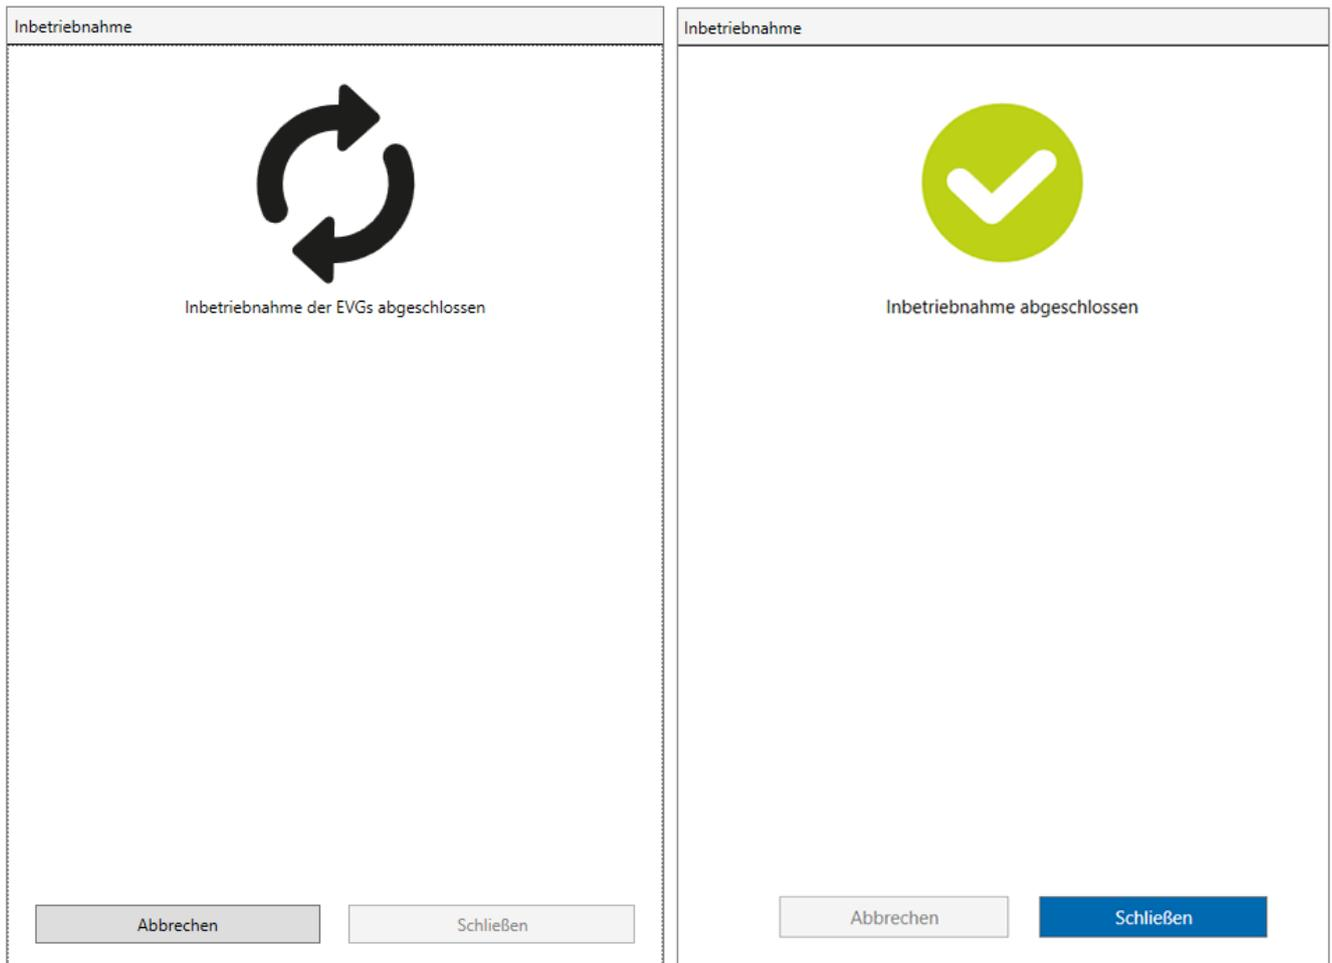 Inbetriebnahme
Inbetriebnahme der EVGs abgeschlossen
Abbrechen
Schließen
Inbetriebnahme
Inbetriebnahme abgeschlossen
Abbrechen
Schließen